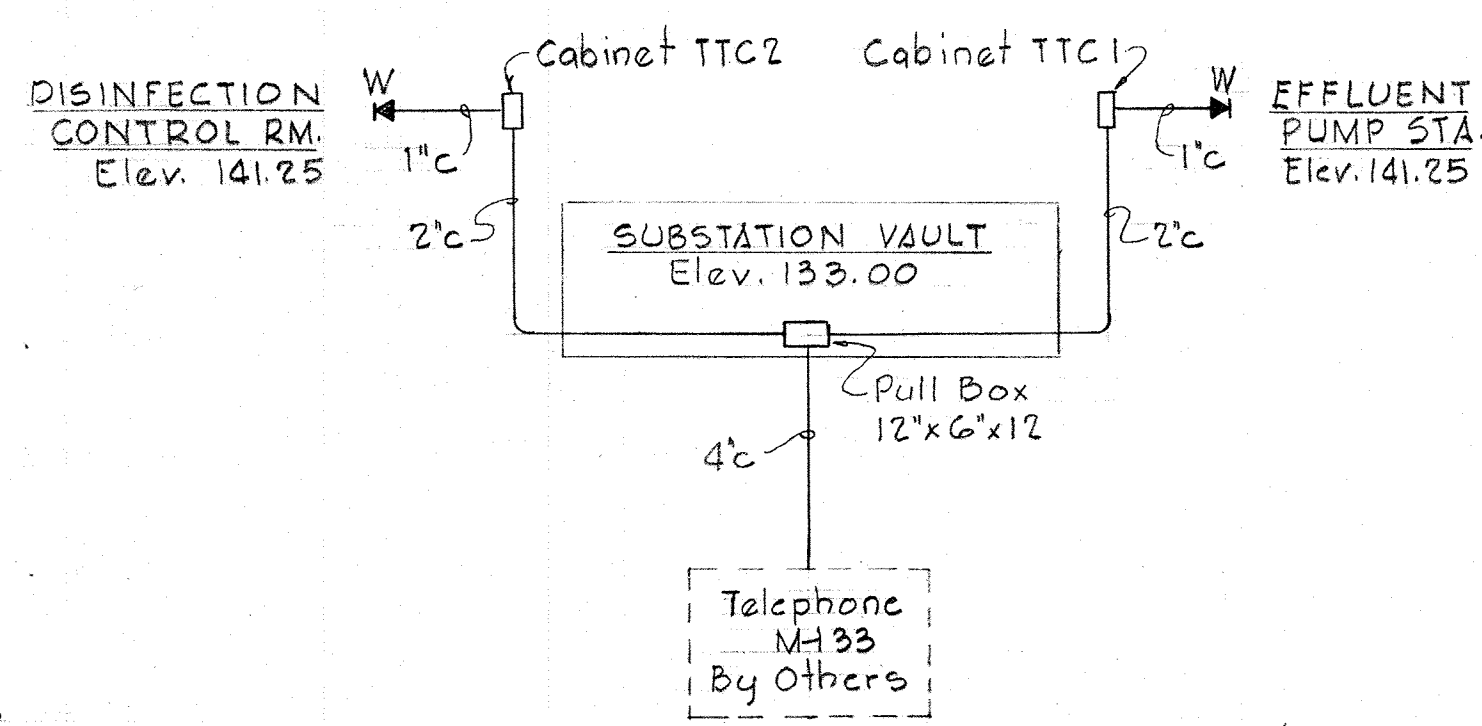 Cabinet TTC2
Cabinet TTC1
DISINFECTION
CONTROL RM.
Elev. 141.25
W
1"c
2"c
W
1"c
2"c
EFFLUENT
PUMP STA.
Elev. 141.25
SUBSTATION VAULT
Elev. 133.00
Pull Box
12"x6"x12
4"c
Telephone
MH33
By Others